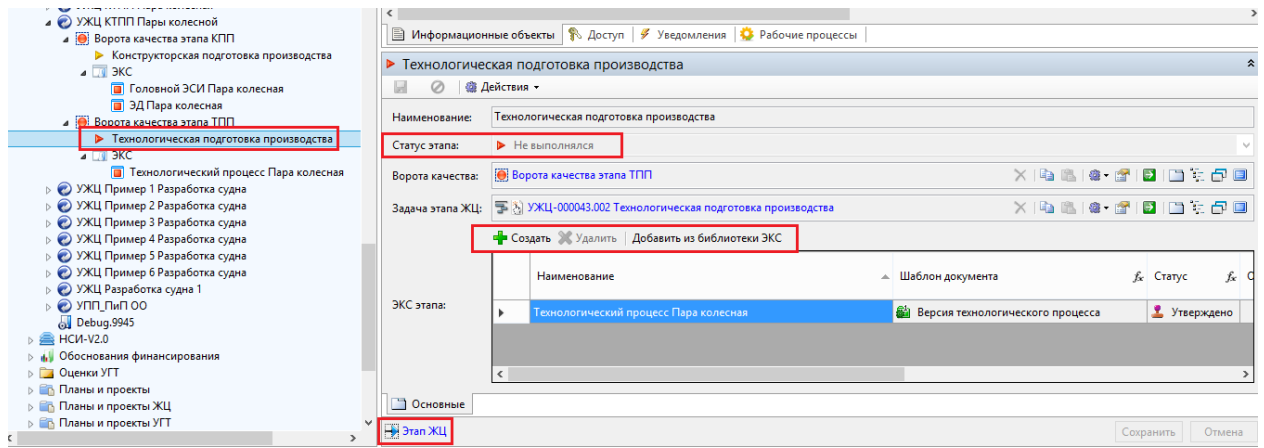 УЖЦ КТПП Пары колесной
Ворота качества этапа КПП
Конструкторская подготовка производства
ЭКС
Головной ЭСИ Пара колесная
ЭД Пара колесная
Ворота качества этапа ТПП
Технологическая подготовка производства
ЭКС
Технологический процесс Пара колесная
УЖЦ Пример 1 Разработка судна
УЖЦ Пример 2 Разработка судна
УЖЦ Пример 3 Разработка судна
УЖЦ Пример 4 Разработка судна
УЖЦ Пример 5 Разработка судна
УЖЦ Пример 6 Разработка судна
УЖЦ Разработка судна 1
УПП_ПиП ОО
Debug.9945
НСИ-V2.0
Обоснования финансирования
Оценки УГТ
Планы и проекты
Планы и проекты ЖЦ
Планы и проекты УГТ
Информационные объекты Доступ Уведомления Рабочие процессы
Технологическая подготовка производства
Действия
Наименование: Технологическая подготовка производства
Статус этапа: Не выполнялся
Ворота качества: Ворота качества этапа ТПП
Задача этапа ЖЦ: УЖЦ-000043.002 Технологическая подготовка производства
Создать Удалить Добавить из библиотеки ЭКС
Наименование Шаблон документа fx Статус fx
ЭКС этапа:
Технологический процесс Пара колесная Версия технологического процесса Утверждено
Основные
Этап ЖЦ Сохранить Отмена